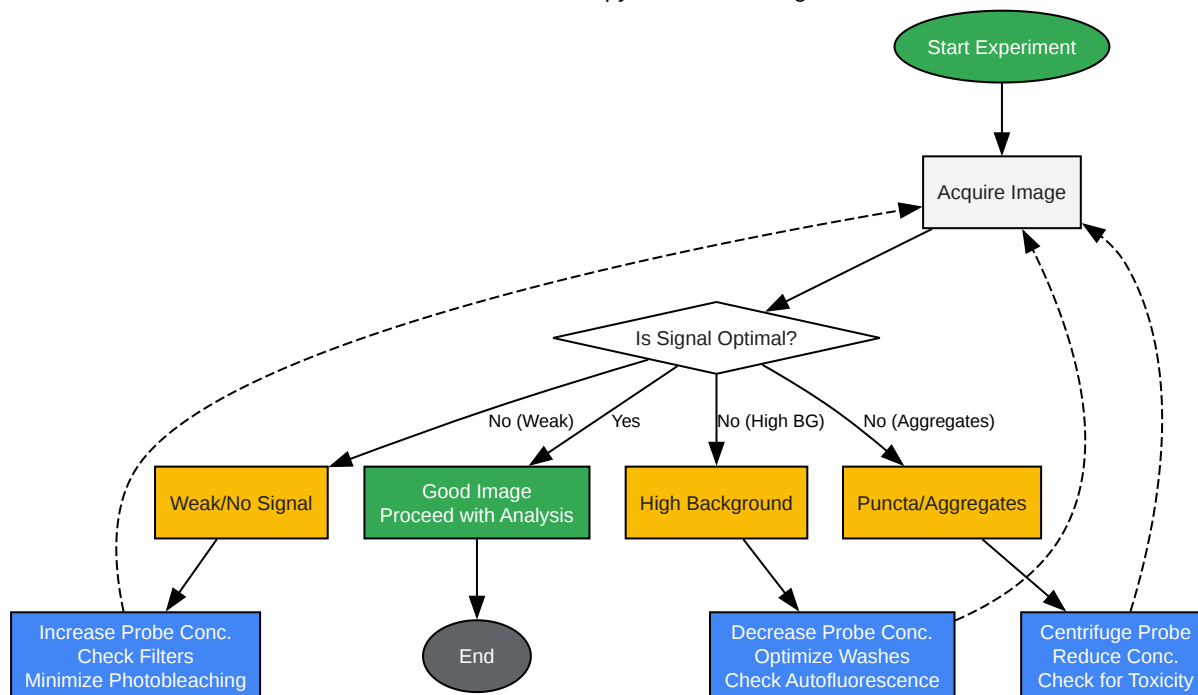 Start Experiment
Acquire Image
Is Signal Optimal?
No (Weak)
Yes
No (High BG)
No (Aggregates)
Weak/No Signal
Good Image
Proceed with Analysis
High Background
Puncta/Aggregates
Increase Probe Conc.
Check Filters
Minimize Photobleaching
End
Decrease Probe Conc.
Optimize Washes
Check Autofluorescence
Centrifuge Probe
Reduce Conc.
Check for Toxicity